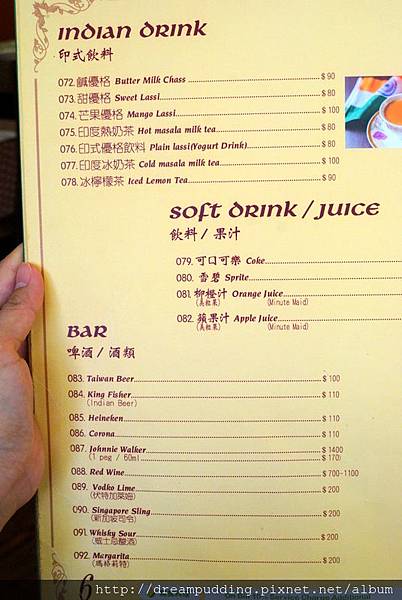 INDIAN DRINK
印式飲料
072.鹹優格 Butter Milk Chass $90
073.甜優格 Sweet Lassi $80
074.芒果優格 Mango Lassi $100
075.印度熱奶茶 Hot masala milk tea $80
076.印式優格飲料 Plain lassi(Yogurt Drink) $80
077.印度冰奶茶 Cold masala milk tea $100
078.冰檸檬茶 Iced Lemon Tea $90
SOFT DRINK / JUICE
飲料 / 果汁
079. 可口可樂 Coke
080. 雪碧 Sprite
081. 柳橙汁 Orange Juice
(美粒果) (Minute Maid)
082. 蘋果汁 Apple Juice
(美粒果) (Minute Maid)
BAR
啤酒 / 酒類
083. Taiwan Beer $100
084. King Fisher $110
(Indian Beer)
085. Heineken $110
086. Corona $110
087. Johnnie Walker $1400
(1 peg / 60ml $170)
088. Red Wine $700-1100
089. Vodko Lime $200
(伏特加萊姆)
090. Singapore Sling $200
(新加坡司令)
091. Whisky Sour $200
(威士忌酸酒)
092. Margarita $200
(瑪格莉特)
6
http://dreampudding.pixnet.net/album